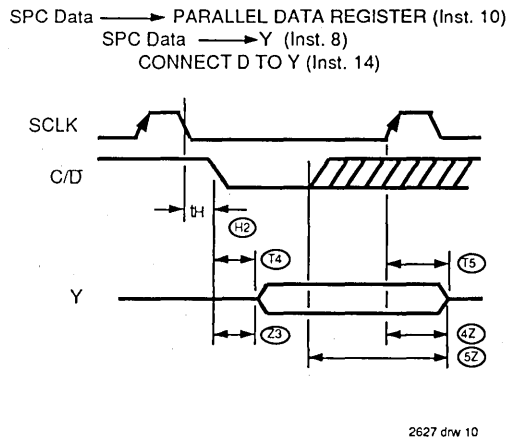 SPC Data → PARALLEL DATA REGISTER (Inst. 10)
SPC Data → Y (Inst. 8)
CONNECT D TO Y (Inst. 14)
SCLK
C/D̅
tH
H2
T4
T5
Y
Z3
4Z
5Z
2627 drw 10